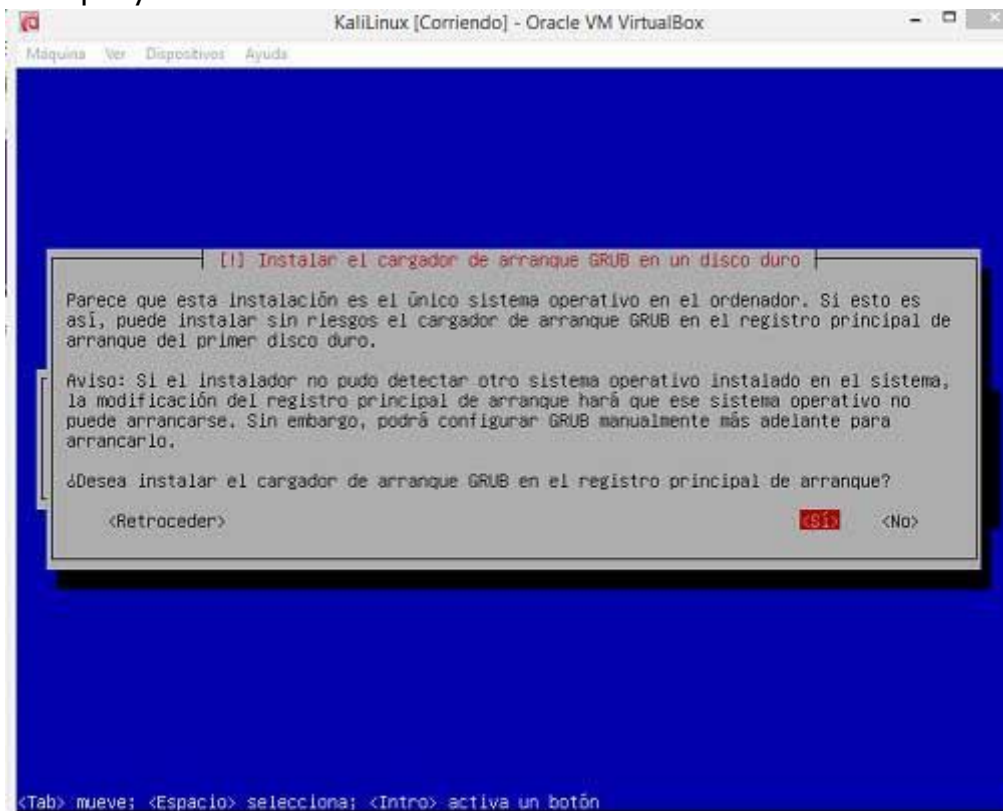 KaliLinux [Corriendo] - Oracle VM VirtualBox
Máquina Ver Dispositivos Ayuda
[!] Instalar el cargador de arranque GRUB en un disco duro
Parece que esta instalación es el único sistema operativo en el ordenador. Si esto es
así, puede instalar sin riesgos el cargador de arranque GRUB en el registro principal de
arranque del primer disco duro.
Aviso: Si el instalador no pudo detectar otro sistema operativo instalado en el sistema,
la modificación del registro principal de arranque hará que ese sistema operativo no
puede arrancarse. Sin embargo, podrá configurar GRUB manualmente más adelante para
arrancarlo.
¿Desea instalar el cargador de arranque GRUB en el registro principal de arranque?
<Retroceder> <Sí> <No>
<Tab> mueve; <Espacio> selecciona; <Intro> activa un botón